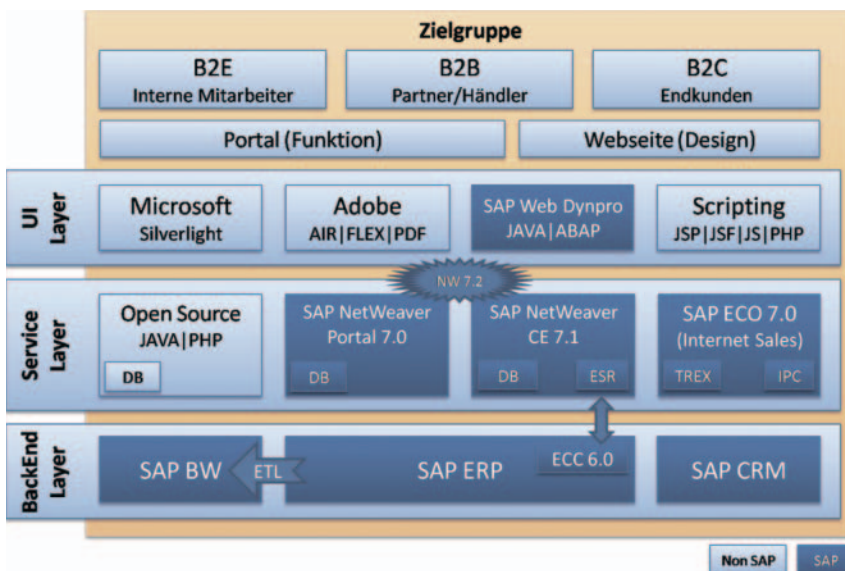 Zielgruppe
B2E
Interne Mitarbeiter
B2B
Partner/Händler
B2C
Endkunden
Portal (Funktion)
Webseite (Design)
UI
Layer
Microsoft
Silverlight
Adobe
AIR|FLEX|PDF
SAP Web Dynpro
JAVA|ABAP
Scripting
JSP|JSF|JS|PHP
NW 7.2
Service
Layer
Open Source
JAVA|PHP
DB
SAP NetWeaver
Portal 7.0
DB
SAP NetWeaver
CE 7.1
DB
ESR
SAP ECO 7.0
(Internet Sales)
TREX
IPC
BackEnd
Layer
SAP BW
ETL
SAP ERP
ECC 6.0
SAP CRM
Non SAP
SAP